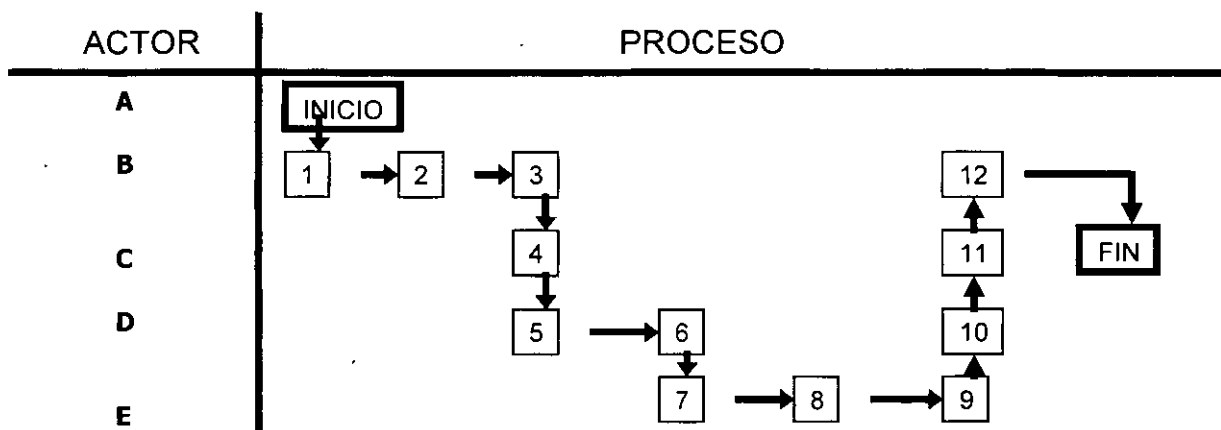 ACTOR PROCESO
A INICIO
B 1 2 3 12
C 4 11 FIN
D 5 6 10
E 7 8 9